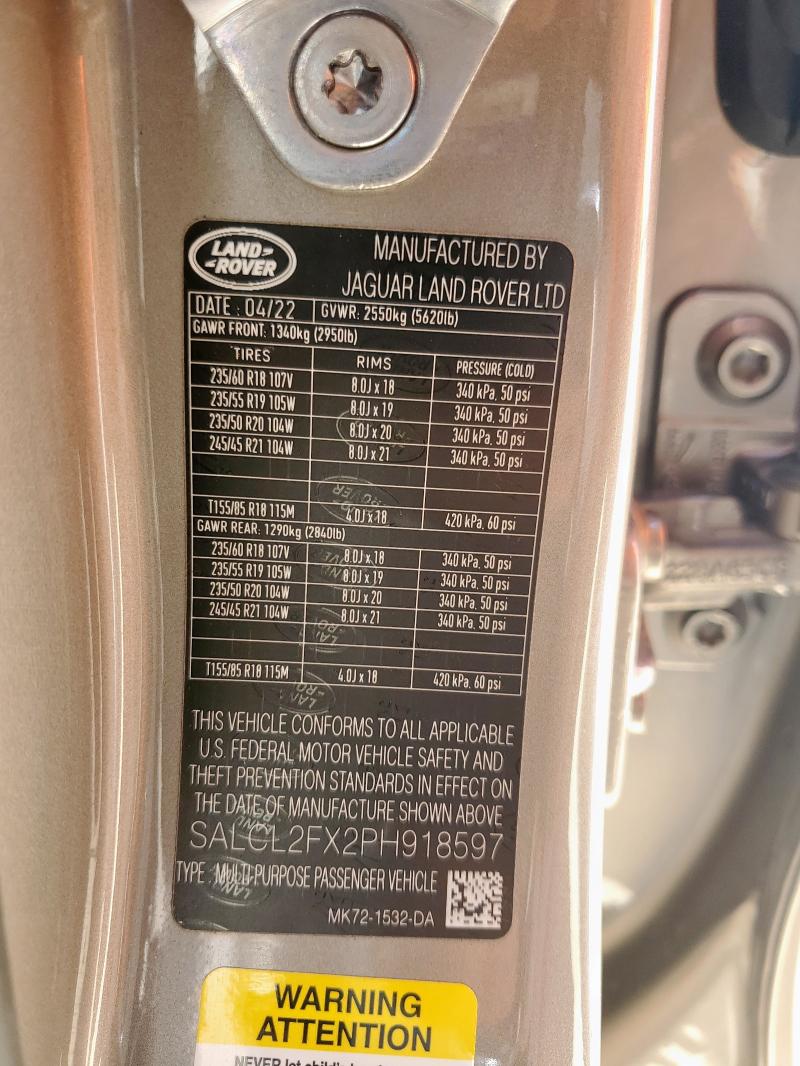 LAND-
-ROVER
MANUFACTURED BY
JAGUAR LAND ROVER LTD
DATE : 04/22 GVWR: 2550kg (5620lb)
GAWR FRONT: 1340kg (2950lb)
TIRES RIMS PRESSURE (COLD)
235/60 R18 107V 8.0J x 18 340 kPa, 50 psi
235/55 R19 105W 8.0J x 19 340 kPa, 50 psi
235/50 R20 104W 8.0J x 20 340 kPa, 50 psi
245/45 R21 104W 8.0J x 21 340 kPa, 50 psi
T155/85 R18 115M 4.0J x 18 420 kPa, 60 psi
GAWR REAR: 1290kg (2840lb)
235/60 R18 107V 8.0J x 18 340 kPa, 50 psi
235/55 R19 105W 8.0J x 19 340 kPa, 50 psi
235/50 R20 104W 8.0J x 20 340 kPa, 50 psi
245/45 R21 104W 8.0J x 21 340 kPa, 50 psi
T155/85 R18 115M 4.0J x 18 420 kPa, 60 psi
THIS VEHICLE CONFORMS TO ALL APPLICABLE
U.S. FEDERAL MOTOR VEHICLE SAFETY AND
THEFT PREVENTION STANDARDS IN EFFECT ON
THE DATE OF MANUFACTURE SHOWN ABOVE
SALCL2FX2PH918597
TYPE : MULTI-PURPOSE PASSENGER VEHICLE
MK72-1532-DA
WARNING
ATTENTION
NEVER let